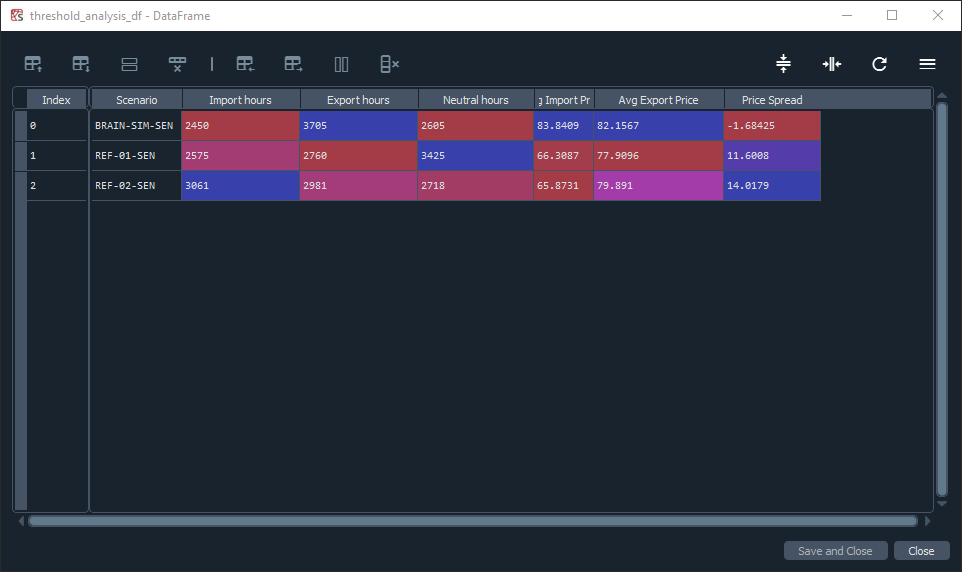 threshold_analysis_df - DataFrame
Index Scenario Import hours Export hours Neutral hours g Import Pr Avg Export Price Price Spread
0 BRAIN-SIM-SEN 2450 3705 2605 83.8409 82.1567 -1.68425
1 REF-01-SEN 2575 2760 3425 66.3087 77.9096 11.6008
2 REF-02-SEN 3061 2981 2718 65.8731 79.891 14.0179
Save and Close Close